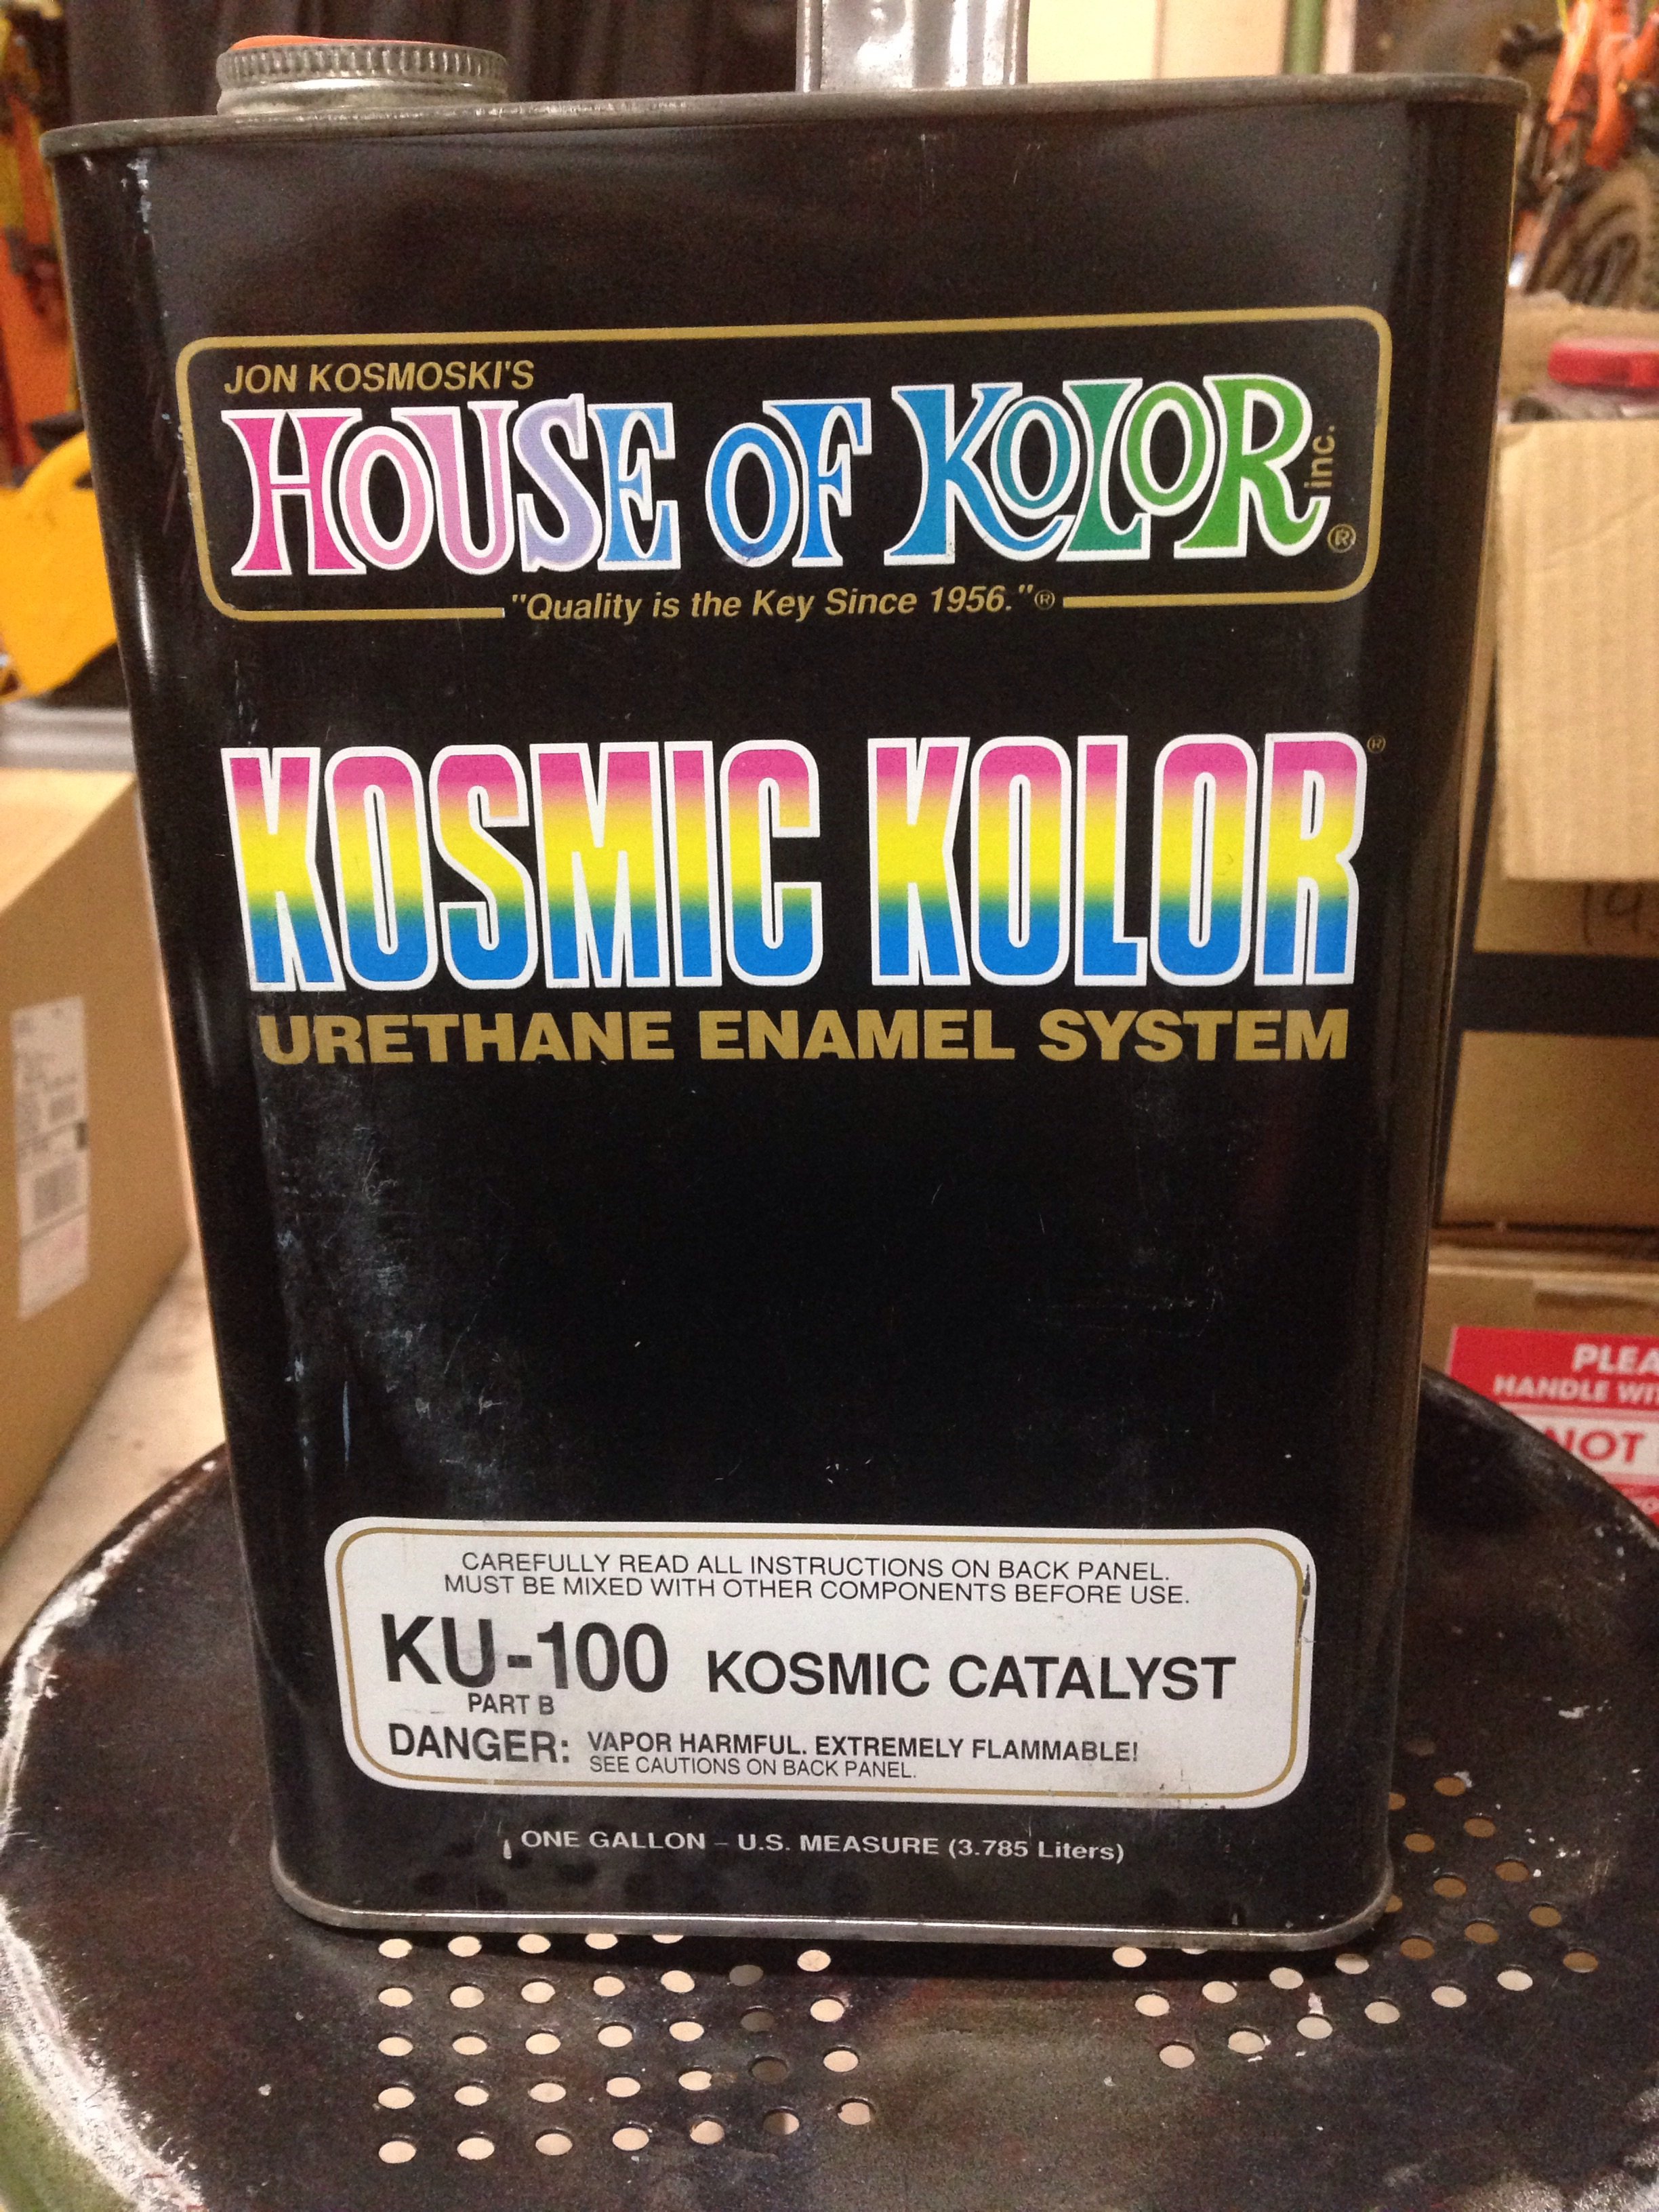 JON KOSMOSKI'S
HOUSE OF KOLOR inc.®
"Quality is the Key Since 1956."®
KOSMIC KOLOR®
URETHANE ENAMEL SYSTEM
CAREFULLY READ ALL INSTRUCTIONS ON BACK PANEL.
MUST BE MIXED WITH OTHER COMPONENTS BEFORE USE.
KU-100 KOSMIC CATALYST
PART B
DANGER: VAPOR HARMFUL. EXTREMELY FLAMMABLE!
SEE CAUTIONS ON BACK PANEL.
ONE GALLON – U.S. MEASURE (3.785 Liters)
PLEA
HANDLE WI
NOT